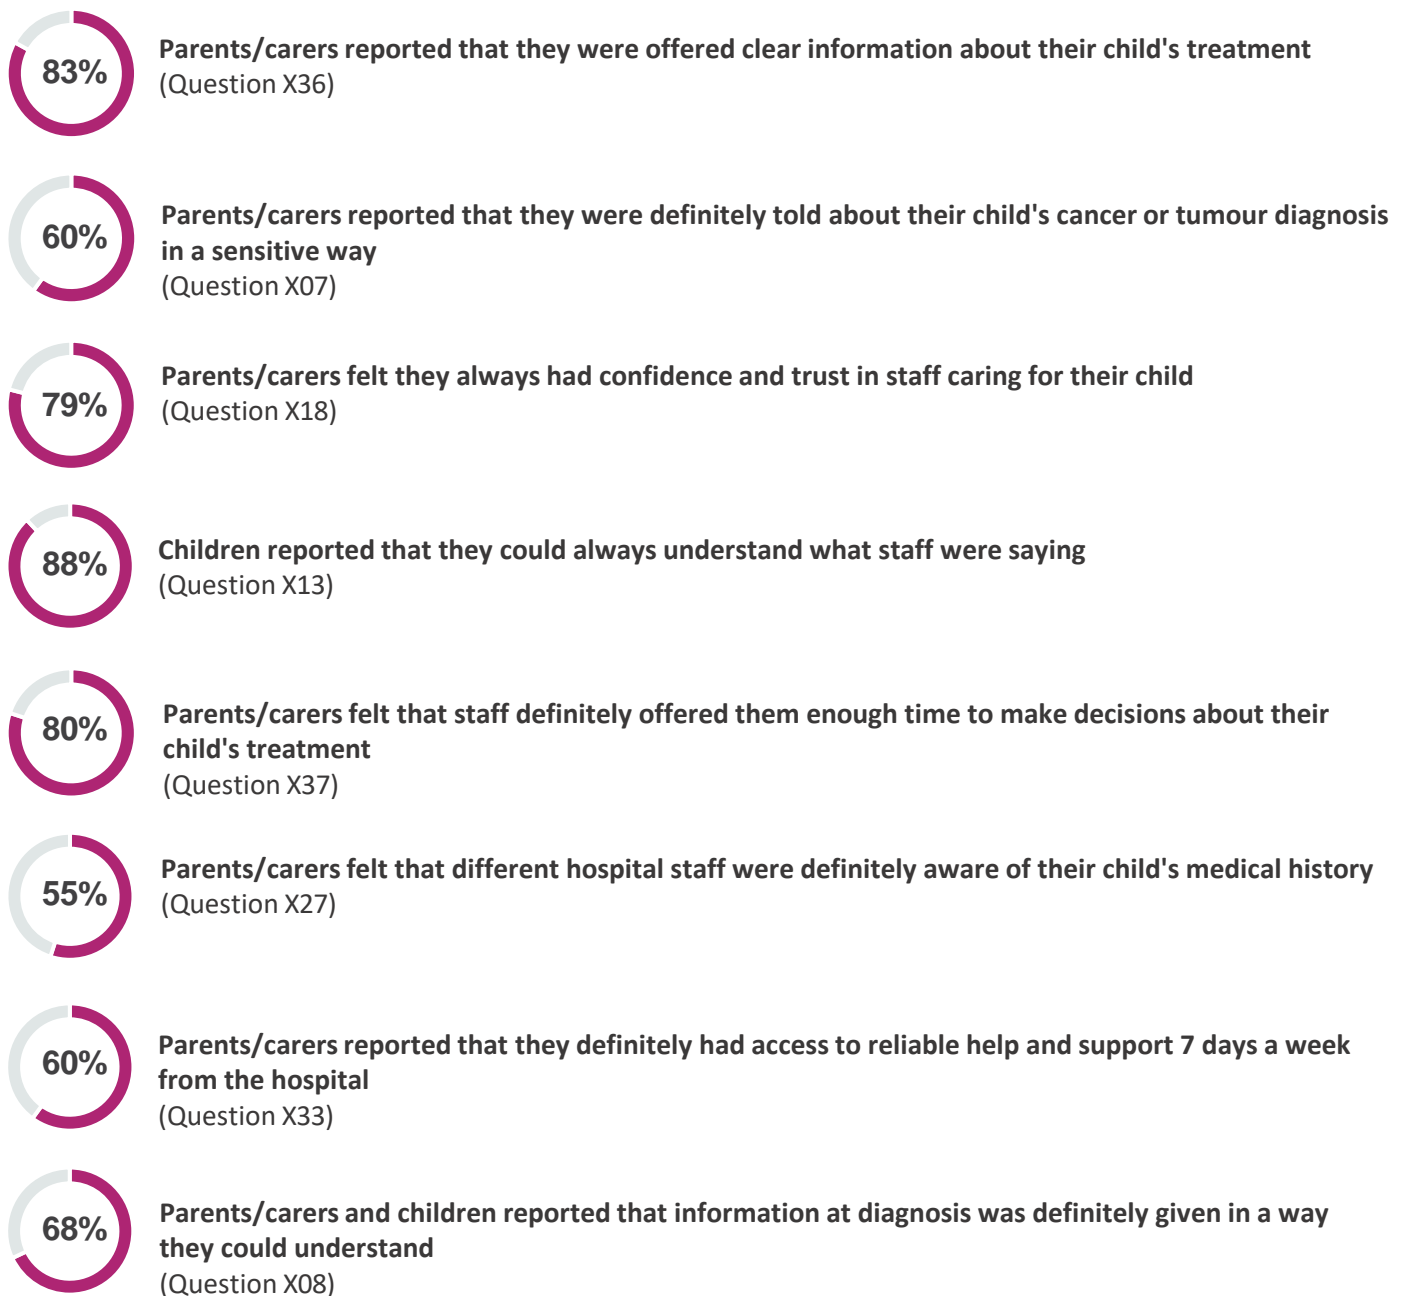 83%
Parents/carers reported that they were offered clear information about their child's treatment
(Question X36)
60%
Parents/carers reported that they were definitely told about their child's cancer or tumour diagnosis
in a sensitive way
(Question X07)
79%
Parents/carers felt they always had confidence and trust in staff caring for their child
(Question X18)
88%
Children reported that they could always understand what staff were saying
(Question X13)
80%
Parents/carers felt that staff definitely offered them enough time to make decisions about their
child's treatment
(Question X37)
55%
Parents/carers felt that different hospital staff were definitely aware of their child's medical history
(Question X27)
60%
Parents/carers reported that they definitely had access to reliable help and support 7 days a week
from the hospital
(Question X33)
68%
Parents/carers and children reported that information at diagnosis was definitely given in a way
they could understand
(Question X08)